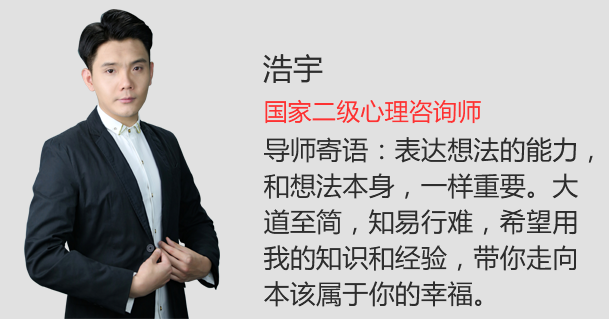 浩宇
国家二级心理咨询师
导师寄语：表达想法的能力，
和想法本身，一样重要。大
道至简，知易行难，希望用
我的知识和经验，带你走向
本该属于你的幸福。